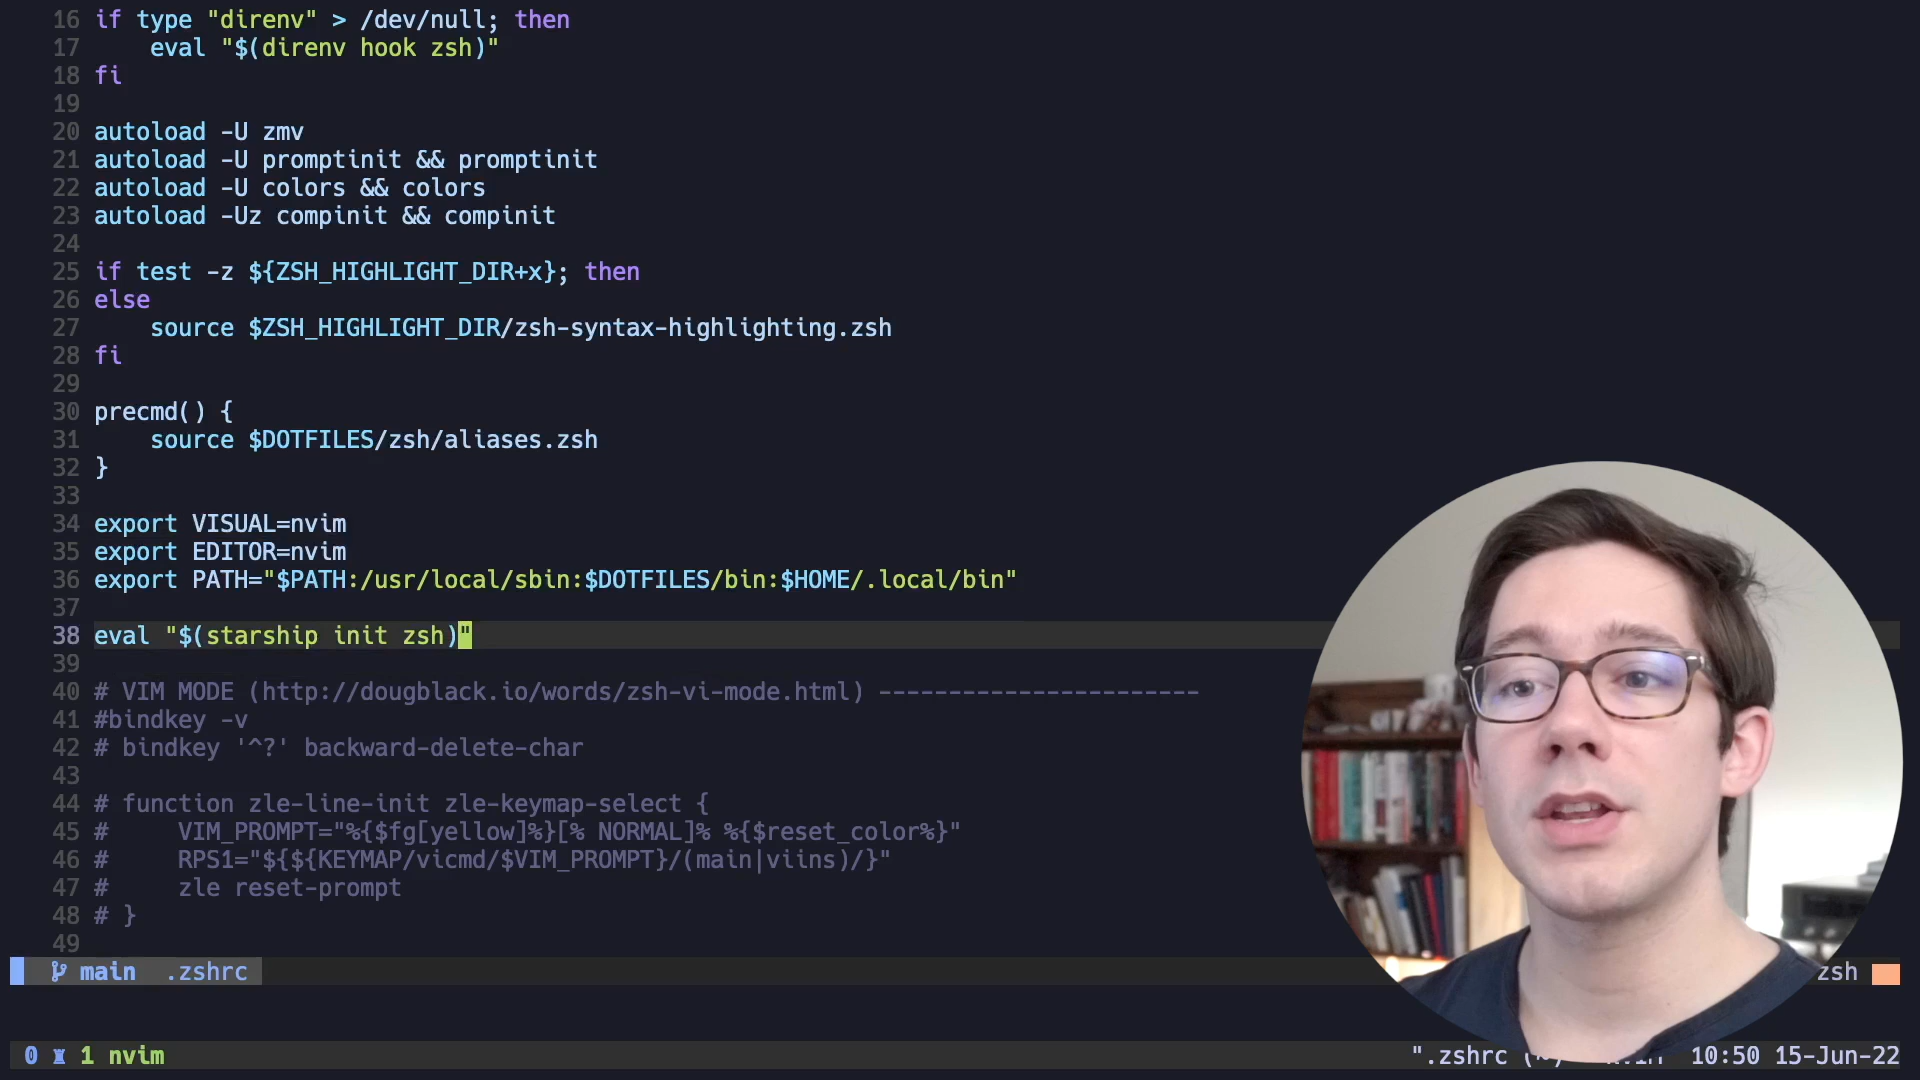 16 if type "direnv" > /dev/null; then
17     eval "$(direnv hook zsh)"
18 fi
19
20 autoload -U zmv
21 autoload -U promptinit && promptinit
22 autoload -U colors && colors
23 autoload -Uz compinit && compinit
24
25 if test -z ${ZSH_HIGHLIGHT_DIR+x}; then
26 else
27     source $ZSH_HIGHLIGHT_DIR/zsh-syntax-highlighting.zsh
28 fi
29
30 precmd() {
31     source $DOTFILES/zsh/aliases.zsh
32 }
33
34 export VISUAL=nvim
35 export EDITOR=nvim
36 export PATH="$PATH:/usr/local/sbin:$DOTFILES/bin:$HOME/.local/bin"
37
38 eval "$(starship init zsh)"
39
40 # VIM MODE (http://dougblack.io/words/zsh-vi-mode.html) -----------------------
41 #bindkey -v
42 # bindkey '^?' backward-delete-char
43
44 # function zle-line-init zle-keymap-select {
45 #     VIM_PROMPT="%{$fg[yellow]%}[% NORMAL]% %{$reset_color%}"
46 #     RPS1="${${KEYMAP/vicmd/$VIM_PROMPT}/(main|viins)/}"
47 #     zle reset-prompt
48 # }
49
main .zshrc zsh
0 1 nvim ".zshrc 10:50 15-Jun-22